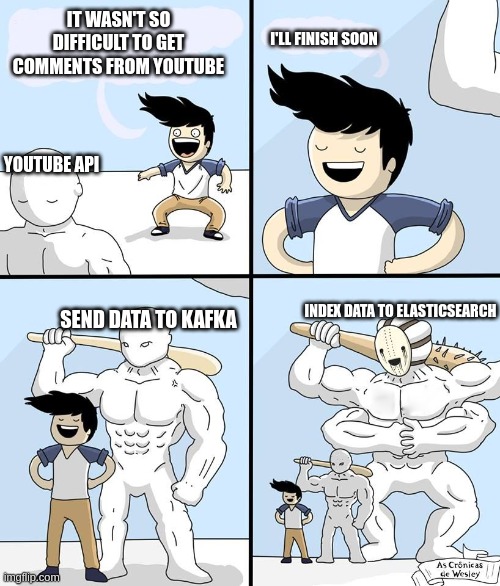 IT WASN'T SO
DIFFICULT TO GET
COMMENTS FROM YOUTUBE
I'LL FINISH SOON
YOUTUBE API
SEND DATA TO KAFKA
INDEX DATA TO ELASTICSEARCH
As Crônicas
de Wesley
imgflip.com